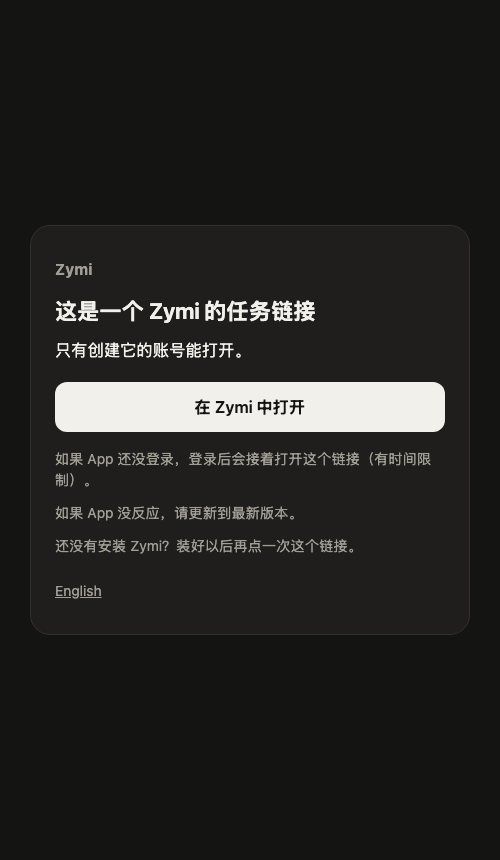 Zymi
这是一个 Zymi 的任务链接
只有创建它的账号能打开。
在 Zymi 中打开
如果 App 还没登录，登录后会接着打开这个链接（有时间限
制）。
如果 App 没反应，请更新到最新版本。
还没有安装 Zymi？装好以后再点一次这个链接。
English